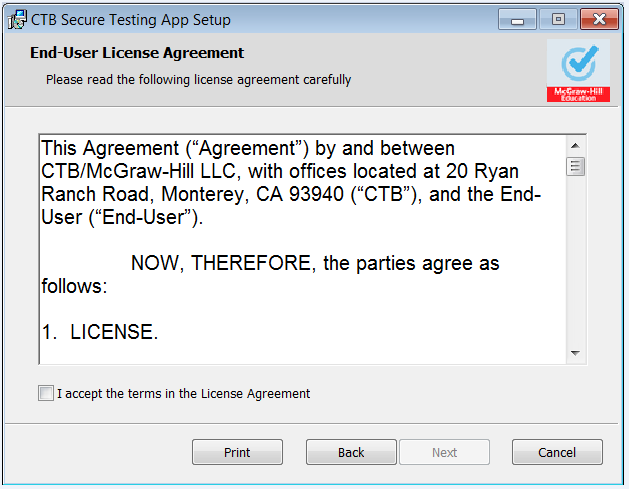 CTB Secure Testing App Setup
End-User License Agreement
Please read the following license agreement carefully
McGraw-Hill
Education
This Agreement (“Agreement”) by and between
CTB/McGraw-Hill LLC, with offices located at 20 Ryan
Ranch Road, Monterey, CA 93940 (“CTB”), and the End-
User (“End-User”).
NOW, THEREFORE, the parties agree as
follows:
1. LICENSE.
I accept the terms in the License Agreement
Print Back Next Cancel